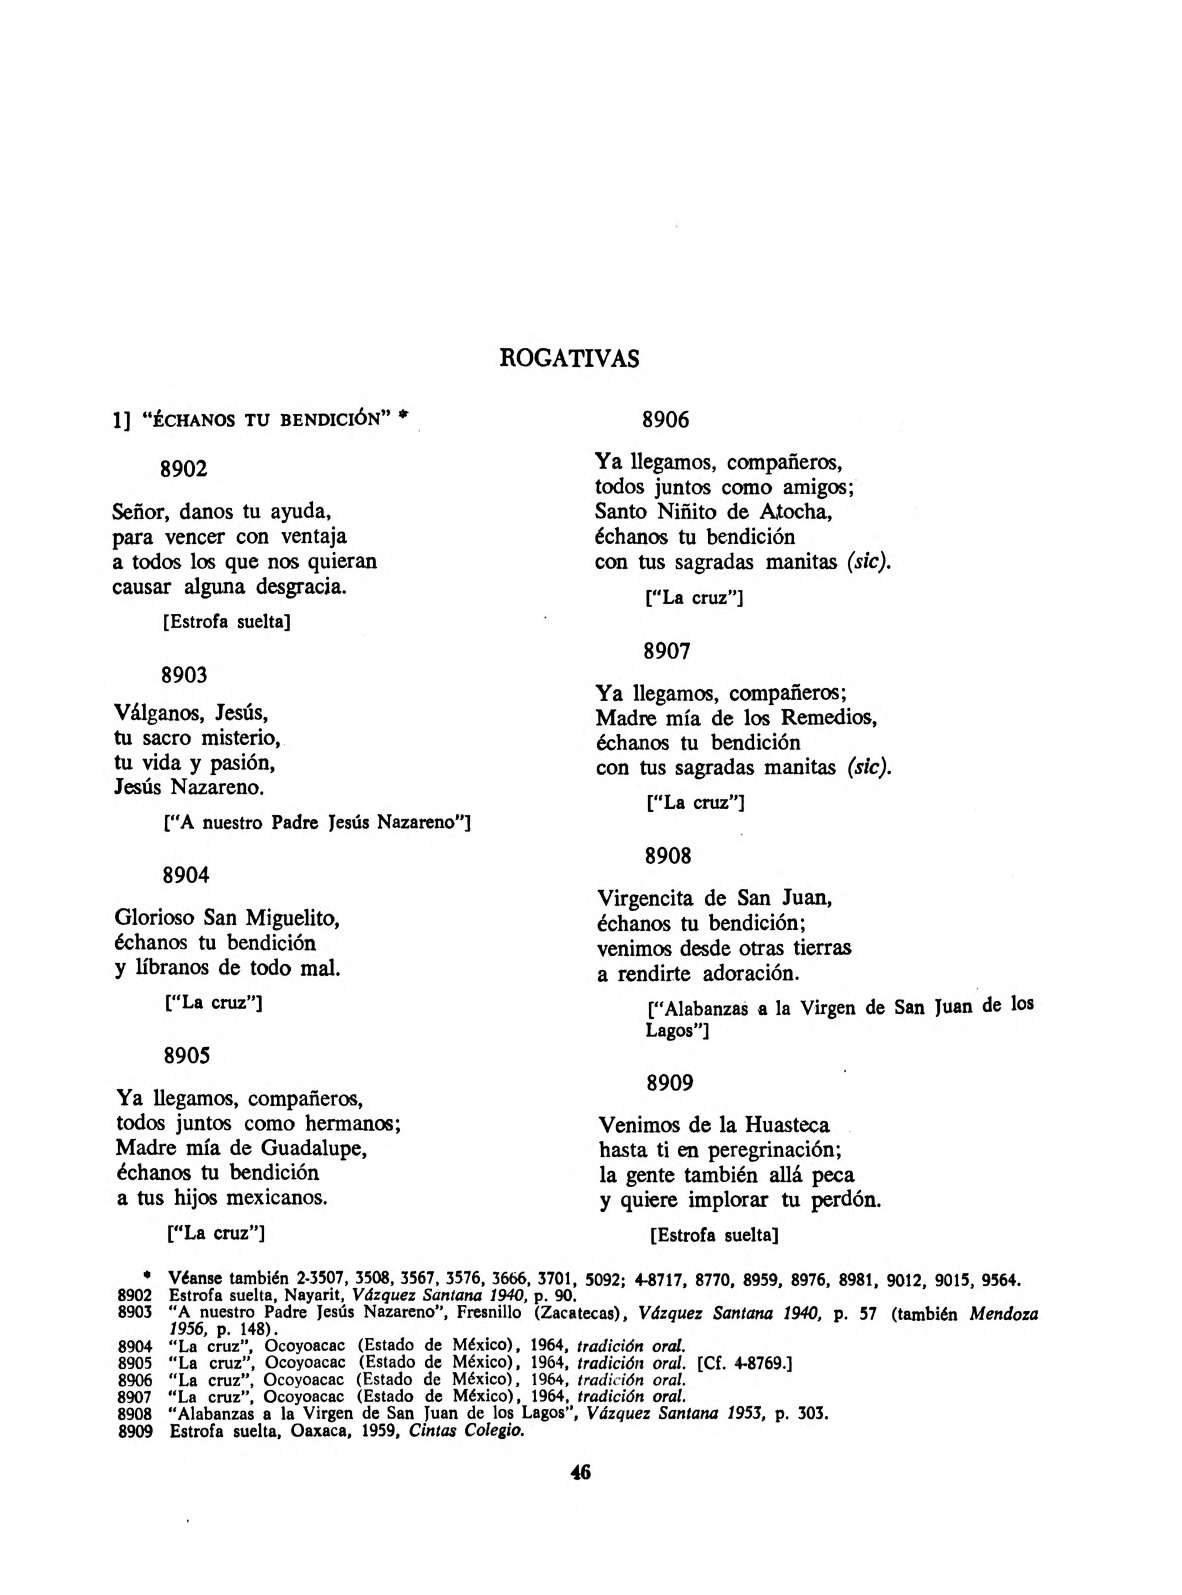 ROGATIVAS
1] “ÉCHANOS TU BENDICIÓN” *
8902
Señor, danos tu ayuda,
para vencer con ventaja
a todos los que nos quieran
causar alguna desgracia.
[Estrofa suelta]
8903
Válganos, Jesús,
tu sacro misterio,
tu vida y pasión,
Jesús Nazareno.
[“A nuestro Padre Jesús Nazareno”]
8904
Glorioso San Miguelito,
échanos tu bendición
y líbranos de todo mal.
[“La cruz”]
8905
Ya llegamos, compañeros,
todos juntos como hermanos;
Madre mía de Guadalupe,
échanos tu bendición
a tus hijos mexicanos.
[“La cruz”]
8906
Ya llegamos, compañeros,
todos juntos como amigos;
Santo Niñito de Atocha,
échanos tu bendición
con tus sagradas manitas (sic).
[“La cruz”]
8907
Ya llegamos, compañeros;
Madre mía de los Remedios,
échanos tu bendición
con tus sagradas manitas (sic).
[“La cruz”]
8908
Virgencita de San Juan,
échanos tu bendición;
venimos desde otras tierras
a rendirte adoración.
[“Alabanzas a la Virgen de San Juan de los
Lagos”]
8909
Venimos de la Huasteca
hasta ti en peregrinación;
la gente también allá peca
y quiere implorar tu perdón.
[Estrofa suelta]
* Véanse también 2-3507, 3508, 3567, 3576, 3666, 3701, 5092; 4-8717, 8770, 8959, 8976, 8981, 9012, 9015, 9564.
8902 Estrofa suelta, Nayarit, Vázquez Santana 1940, p. 90.
8903 “A nuestro Padre Jesús Nazareno”, Fresnillo (Zacatecas), Vázquez Santana 1940, p. 57 (también Mendoza
1956, p. 148).
8904 “La cruz”, Ocoyoacac (Estado de México), 1964, tradición oral.
8905 “La cruz”, Ocoyoacac (Estado de México), 1964, tradición oral. [Cf. 4-8769.]
8906 “La cruz”, Ocoyoacac (Estado de México), 1964, tradición oral.
8907 “La cruz”, Ocoyoacac (Estado de México), 1964, tradición oral.
8908 “Alabanzas a la Virgen de San Juan de los Lagos”, Vázquez Santana 1953, p. 303.
8909 Estrofa suelta, Oaxaca, 1959, Cintas Colegio.
46